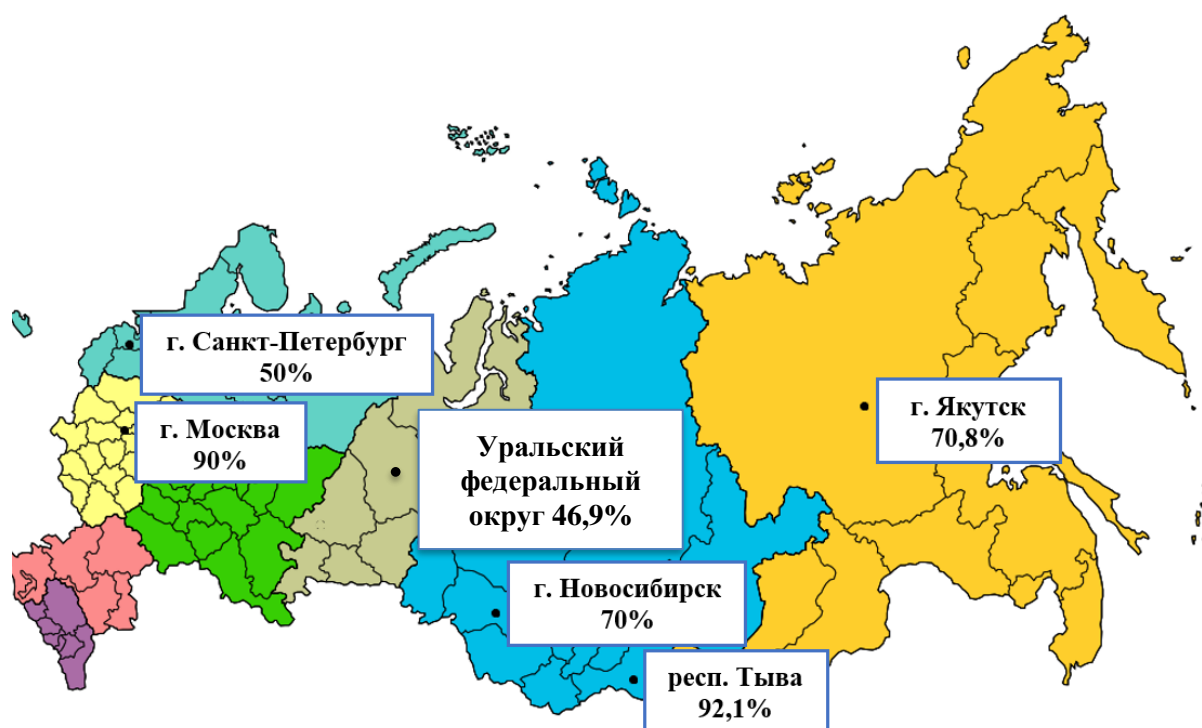 г. Санкт-Петербург
50%
г. Москва
90%
Уральский
федеральный
округ 46,9%
г. Якутск
70,8%
г. Новосибирск
70%
респ. Тыва
92,1%